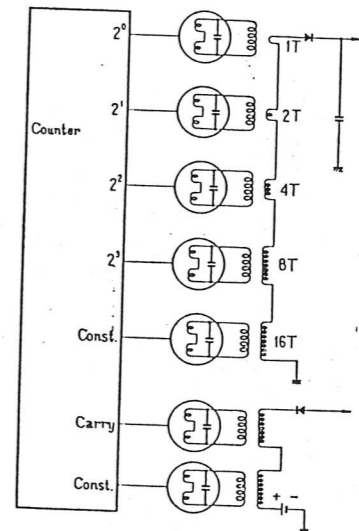 2⁰
1T
2¹
2T
Counter
2²
4T
2³
8T
Const.
16T
Carry
Const.
+ -